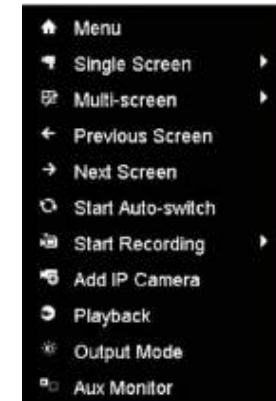 Menu
Single Screen
Multi-screen
Previous Screen
Next Screen
Start Auto-switch
Start Recording
Add IP Camera
Playback
Output Mode
Aux Monitor